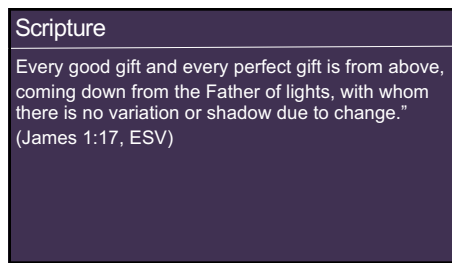 Scripture
Every good gift and every perfect gift is from above,
coming down from the Father of lights, with whom
there is no variation or shadow due to change.”
(James 1:17, ESV)